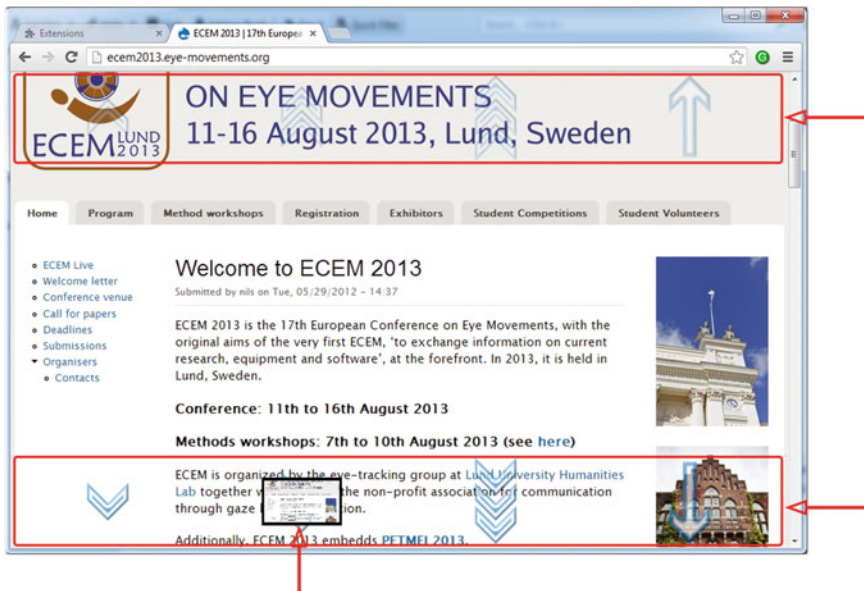 Extensions
ECEM 2013 | 17th Europea
ecem2013.eye-movements.org
ON EYE MOVEMENTS
11-16 August 2013, Lund, Sweden
ECEM LUND 2013
Home Program Method workshops Registration Exhibitors Student Competitions Student Volunteers
ECEM Live
Welcome letter
Conference venue
Call for papers
Deadlines
Submissions
Organisers
Contacts
Welcome to ECEM 2013
Submitted by nils on Tue, 05/29/2012 - 14:37
ECEM 2013 is the 17th European Conference on Eye Movements, with the
original aims of the very first ECEM, 'to exchange information on current
research, equipment and software', at the forefront. In 2013, it is held in
Lund, Sweden.
Conference: 11th to 16th August 2013
Methods workshops: 7th to 10th August 2013 (see here)
ECEM is organized by the eye-tracking group at Lund University Humanities
Lab together the non-profit association for communication
through gaze
Additionally, ECEM 2013 embeds PETMEI 2013.